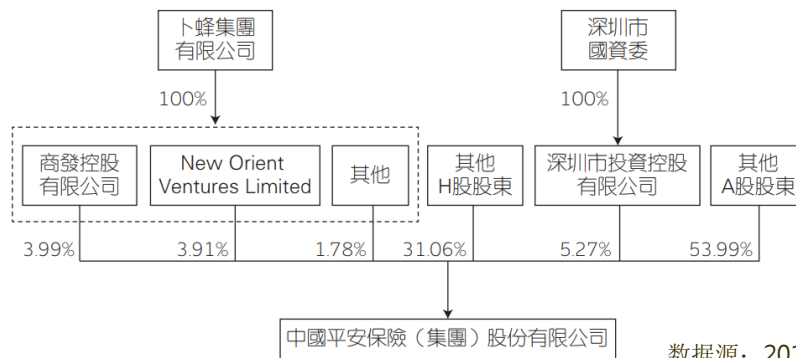 卜蜂集團
有限公司
深圳市
國資委
100%
100%
商發控股
有限公司
New Orient
Ventures Limited
其他
其他
H股股東
深圳市投資控股
有限公司
其他
A股股東
3.99%
3.91%
1.78%
31.06%
5.27%
53.99%
中國平安保險（集團）股份有限公司
数据源：201